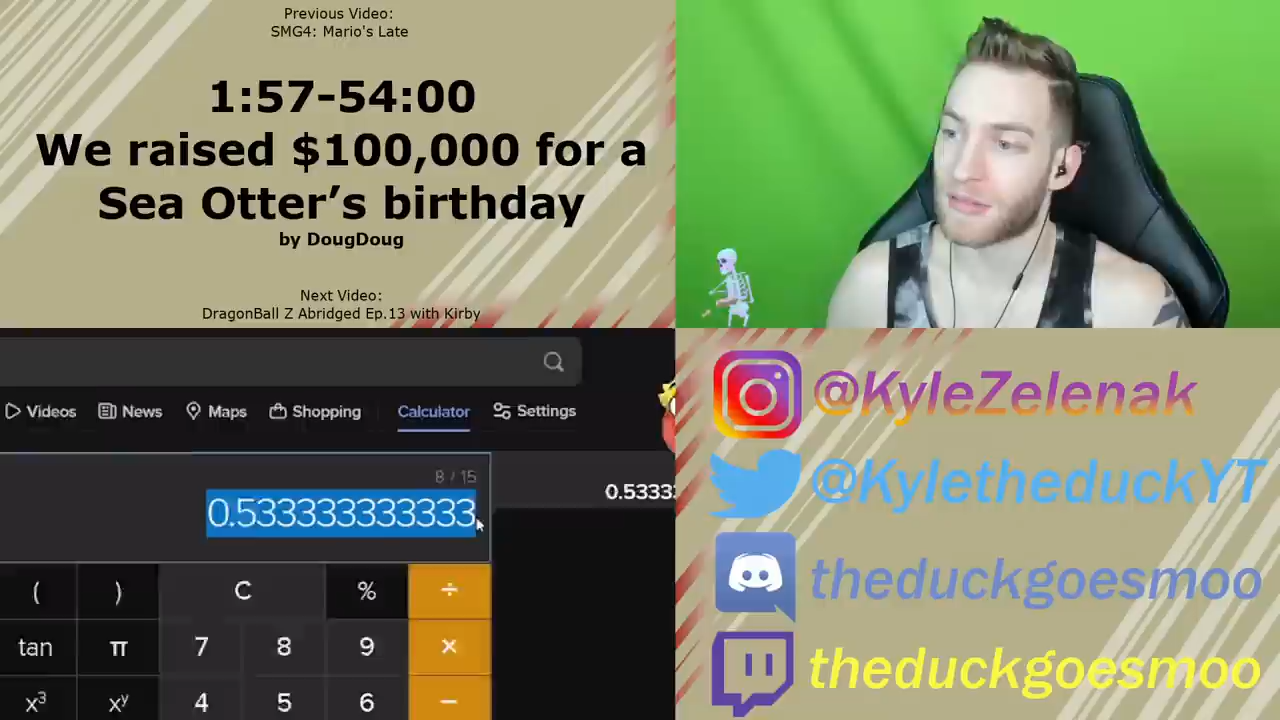 Previous Video:
SMG4: Mario's Late
1:57-54:00
We raised $100,000 for a
Sea Otter’s birthday
by DougDoug
Next Video:
DragonBall Z Abridged Ep.13 with Kirby
Videos News Maps Shopping Calculator Settings
8 / 15
0.533333333333
0.5333
( ) C % ÷
tan π 7 8 9 ×
x³ xʸ 4 5 6 −
@KyleZelenak
@KyletheduckYT
theduckgoesmoo
theduckgoesmoo